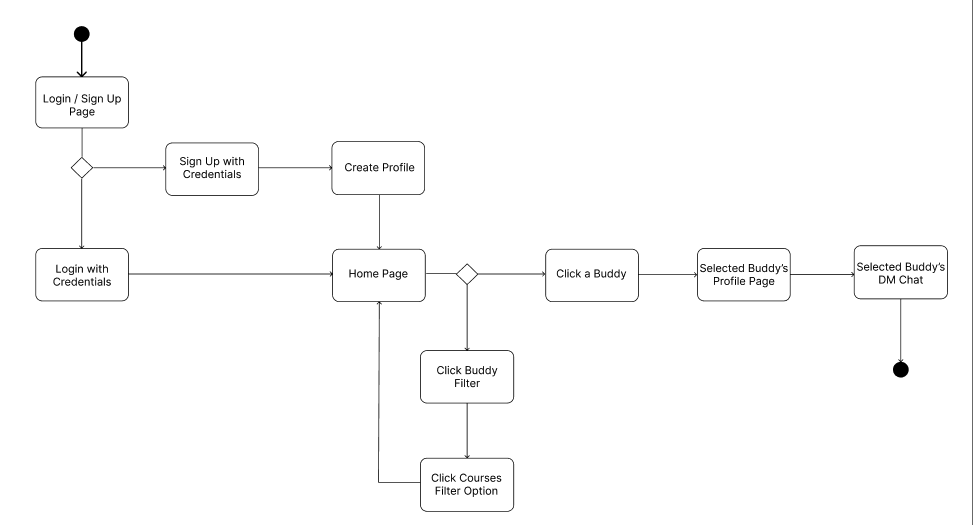 Login / Sign Up
Page
Sign Up with
Credentials
Create Profile
Login with
Credentials
Home Page
Click a Buddy
Selected Buddy's
Profile Page
Selected Buddy's
DM Chat
Click Buddy
Filter
Click Courses
Filter Option